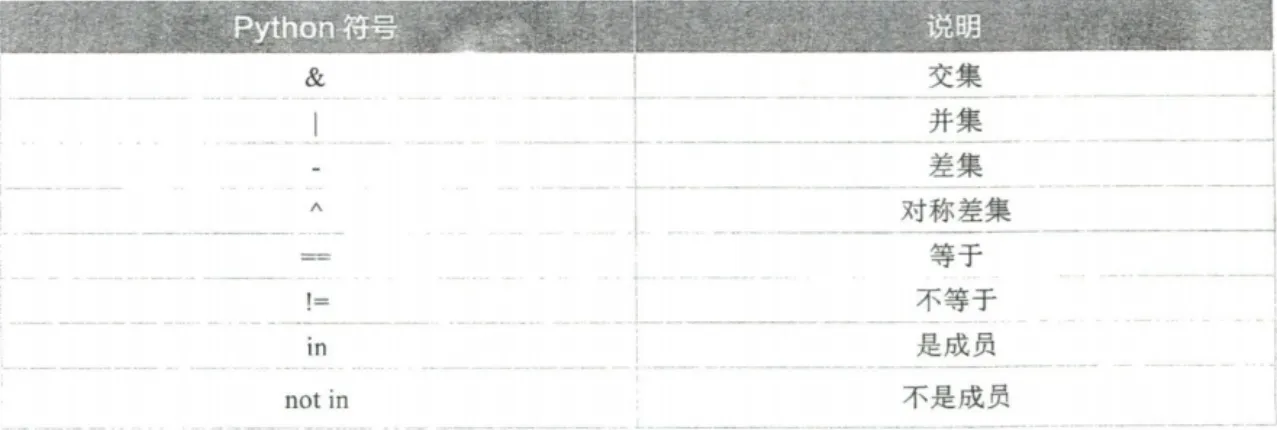 Python 符号 说明
& 交集
| 并集
- 差集
^ 对称差集
== 等于
!= 不等于
in 是成员
not in 不是成员